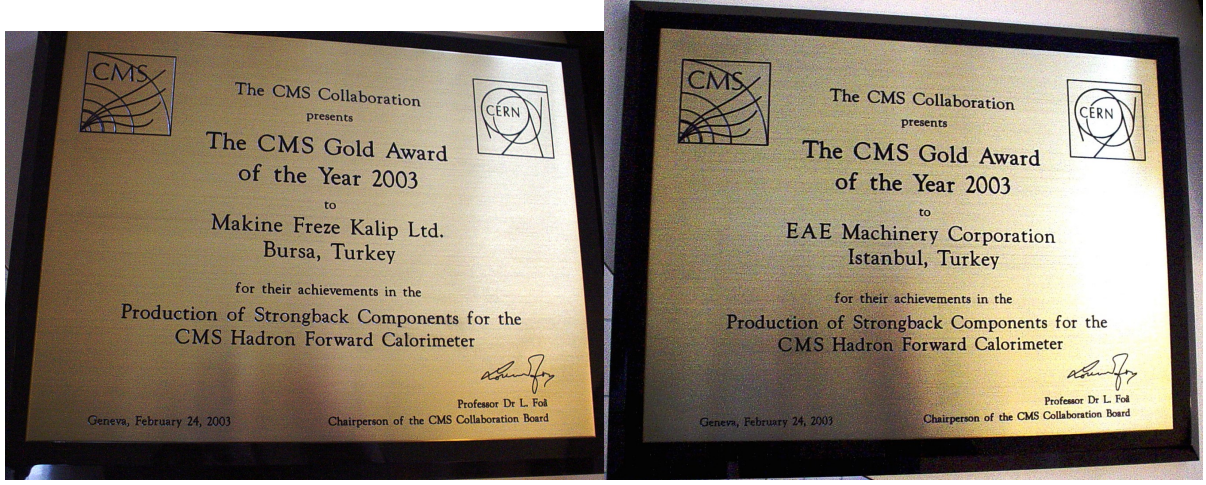 CMS
CERN
The CMS Collaboration
presents
The CMS Gold Award
of the Year 2003
to
Makine Freze Kalip Ltd.
Bursa, Turkey
for their achievements in the
Production of Strongback Components for the
CMS Hadron Forward Calorimeter
Professor Dr L. Foà
Geneva, February 24, 2003
Chairperson of the CMS Collaboration Board
CMS
CERN
The CMS Collaboration
presents
The CMS Gold Award
of the Year 2003
to
EAE Machinery Corporation
Istanbul, Turkey
for their achievements in the
Production of Strongback Components for the
CMS Hadron Forward Calorimeter
Professor Dr L. Foà
Geneva, February 24, 2003
Chairperson of the CMS Collaboration Board